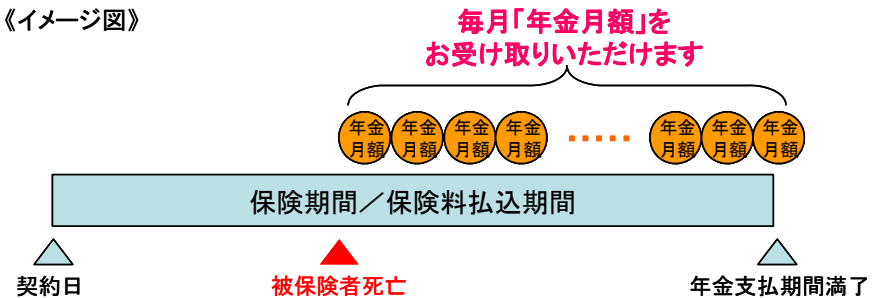 《イメージ図》
毎月「年金月額」を
お受け取りいただけます
年金 年金 年金 年金 年金 年金 年金
月額 月額 月額 月額 ・・・・・ 月額 月額 月額
保険期間／保険料払込期間
契約日 被保険者死亡 年金支払期間満了